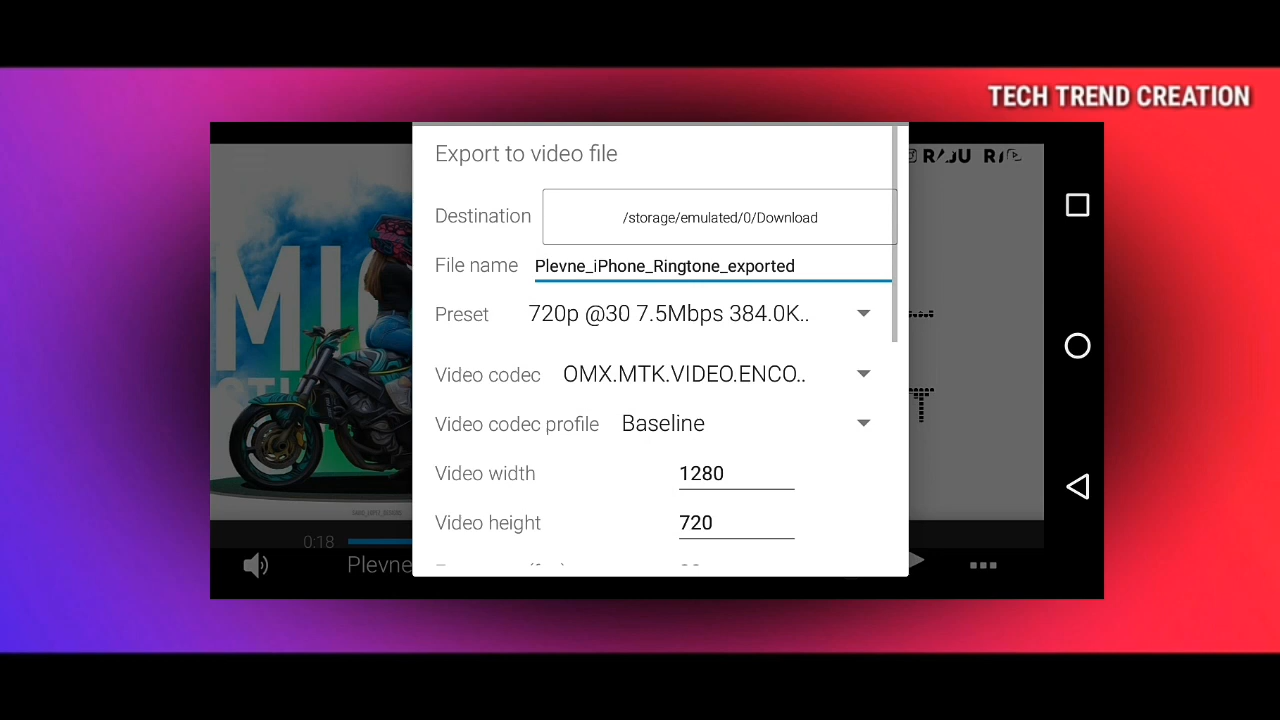 TECH TREND CREATION
Export to video file
Destination /storage/emulated/0/Download
File name Plevne_iPhone_Ringtone_exported
Preset 720p @30 7.5Mbps 384.0K..
Video codec OMX.MTK.VIDEO.ENCO..
Video codec profile Baseline
Video width 1280
Video height 720
0:18
Plevne